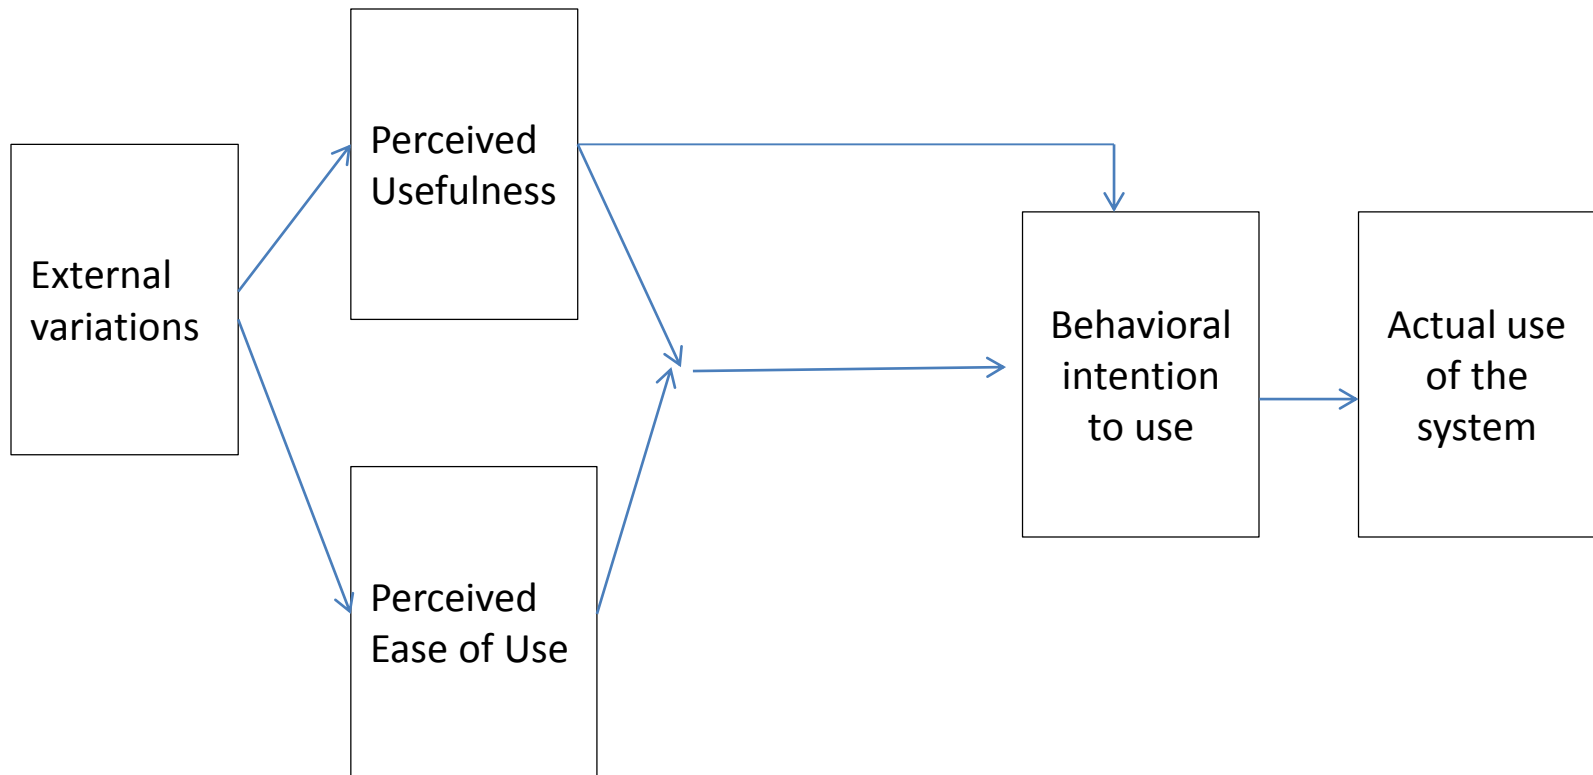 Perceived
Usefulness
External
variations
Behavioral
intention
to use
Actual use
of the
system
Perceived
Ease of Use